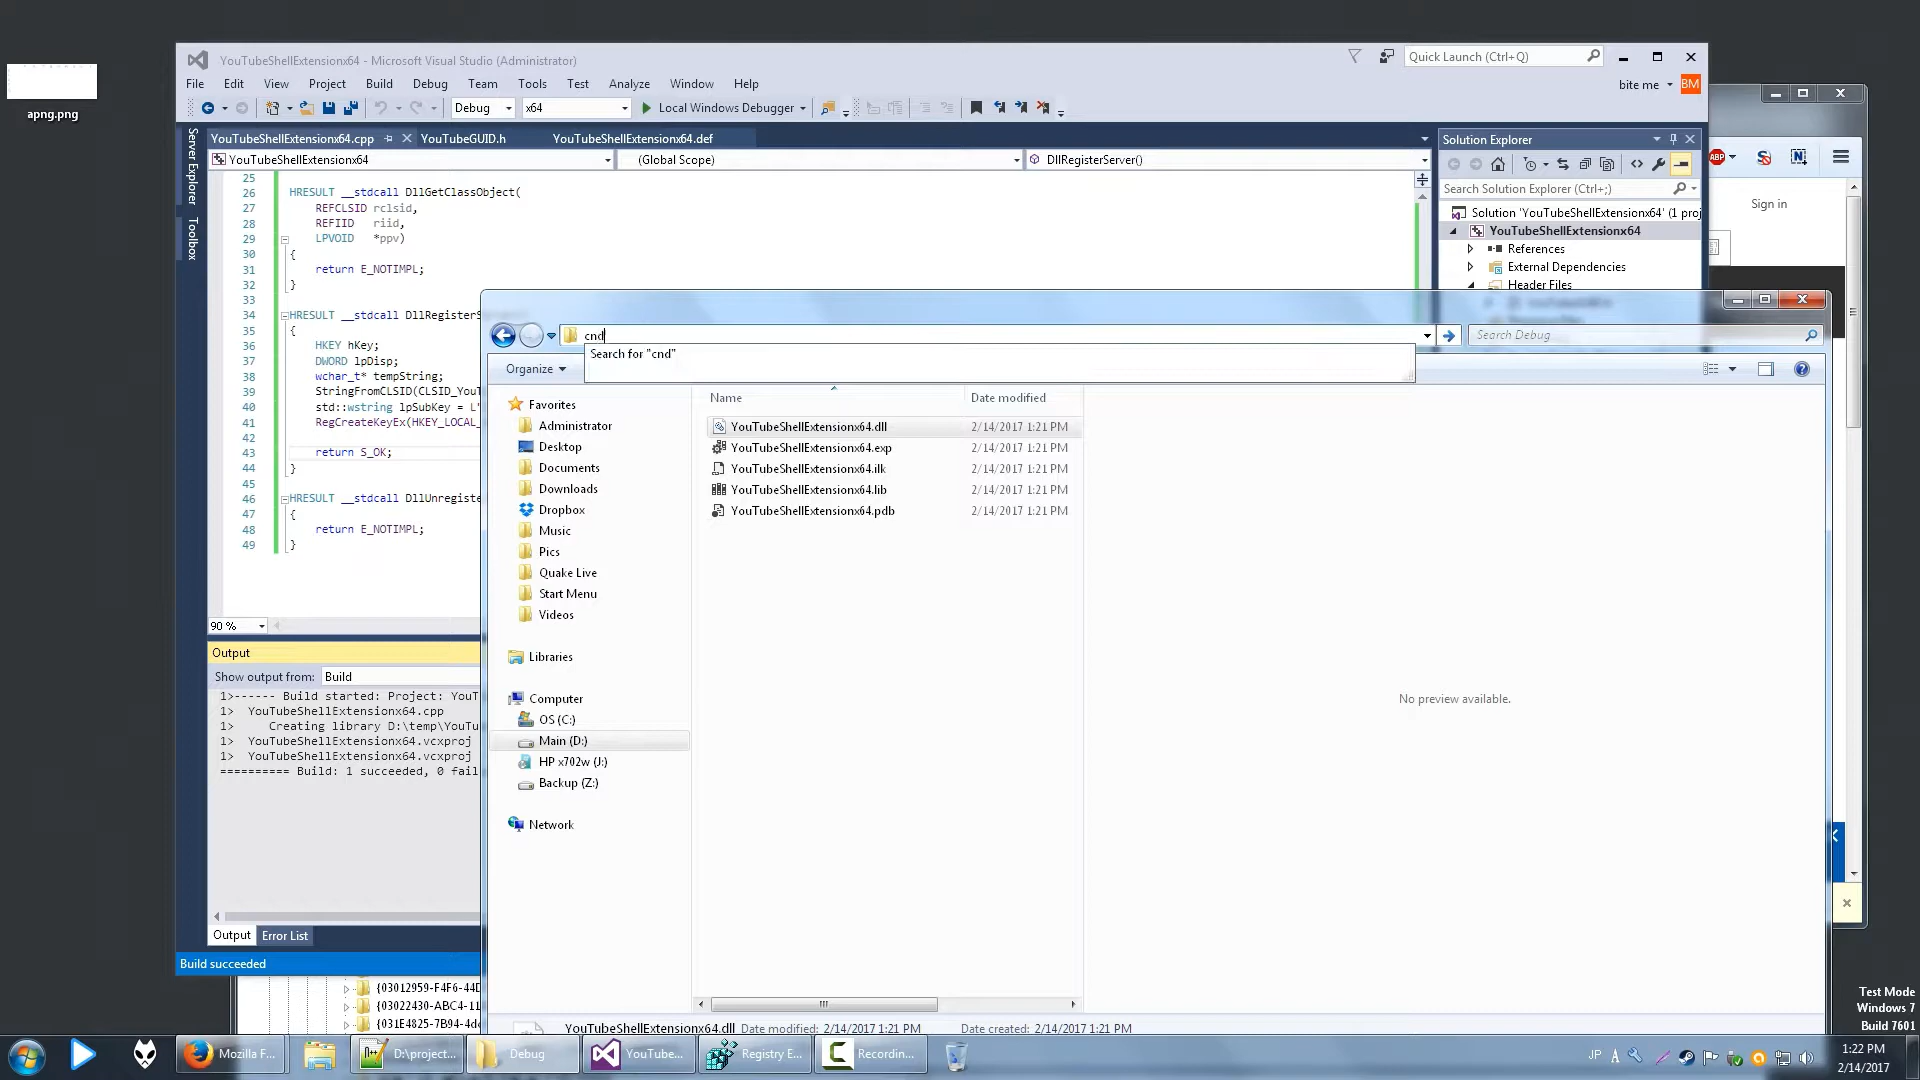 apng.png
YouTubeShellExtensionx64 - Microsoft Visual Studio (Administrator)
Quick Launch (Ctrl+Q)
File Edit View Project Build Debug Team Tools Test Analyze Window Help
bite me BM
Debug x64 Local Windows Debugger
Server Explorer
Toolbox
YouTubeShellExtensionx64.cpp YouTubeGUID.h YouTubeShellExtensionx64.def
YouTubeShellExtensionx64 (Global Scope) DllRegisterServer()
25
26 HRESULT __stdcall DllGetClassObject(
27 REFCLSID rclsid,
28 REFIID riid,
29 LPVOID *ppv)
30 {
31 return E_NOTIMPL;
32 }
33
34 HRESULT __stdcall DllRegisterS
35 {
36 HKEY hKey;
37 DWORD lpDisp;
38 wchar_t* tempString;
39 StringFromCLSID(CLSID_YouT
40 std::wstring lpSubKey = L"
41 RegCreateKeyEx(HKEY_LOCAL_
42
43 return S_OK;
44 }
45
46 HRESULT __stdcall DllUnregiste
47 {
48 return E_NOTIMPL;
49 }
90 %
Solution Explorer
Search Solution Explorer (Ctrl+;)
Solution 'YouTubeShellExtensionx64' (1 proj
YouTubeShellExtensionx64
References
External Dependencies
Header Files
ABP
Sign in
cnd
Search for "cnd"
Search Debug
Organize
Favorites
Administrator
Desktop
Documents
Downloads
Dropbox
Music
Pics
Quake Live
Start Menu
Videos
Libraries
Computer
OS (C:)
Main (D:)
HP x702w (J:)
Backup (Z:)
Network
Name Date modified
YouTubeShellExtensionx64.dll 2/14/2017 1:21 PM
YouTubeShellExtensionx64.exp 2/14/2017 1:21 PM
YouTubeShellExtensionx64.ilk 2/14/2017 1:21 PM
YouTubeShellExtensionx64.lib 2/14/2017 1:21 PM
YouTubeShellExtensionx64.pdb 2/14/2017 1:21 PM
No preview available.
YouTubeShellExtensionx64.dll Date modified: 2/14/2017 1:21 PM Date created: 2/14/2017 1:21 PM
Output
Show output from: Build
1>------ Build started: Project: YouT
1> YouTubeShellExtensionx64.cpp
1> Creating library D:\temp\YouTu
1> YouTubeShellExtensionx64.vcxproj
1> YouTubeShellExtensionx64.vcxproj
========== Build: 1 succeeded, 0 fail
Output Error List
Build succeeded
{03012959-F4F6-44D
{03022430-ABC4-11
{031E4825-7B94-4dc
Test Mode
Windows 7
Build 7601
Mozilla F... D:\project... Debug YouTube... Registry E... Recordin...
JP A
1:22 PM
2/14/2017